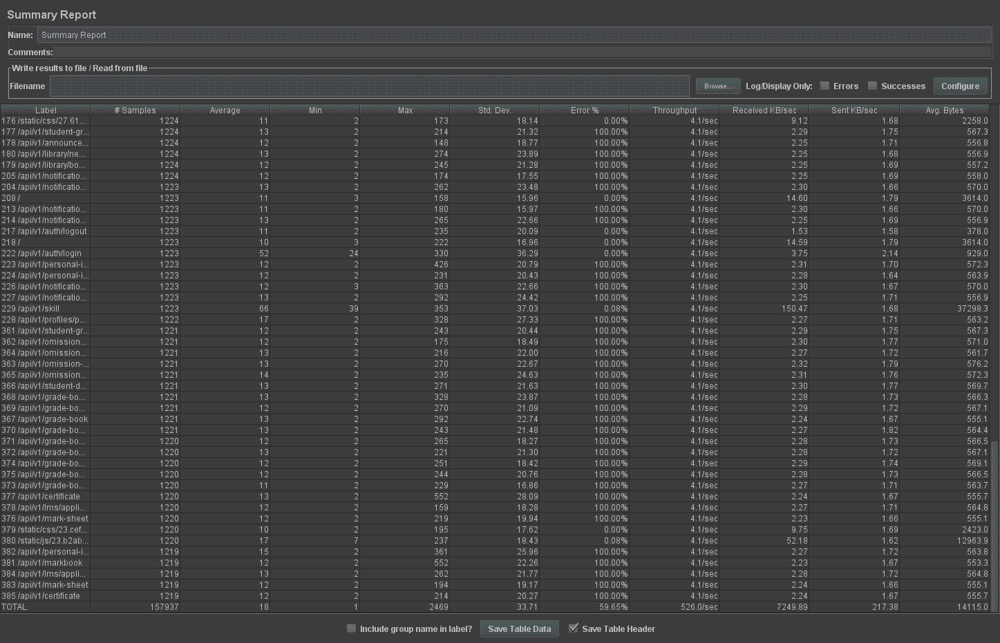 Summary Report
Name: Summary Report
Comments:
Write results to file / Read from file
Filename Browse... Log/Display Only: Errors Successes Configure
Label # Samples Average Min Max Std. Dev. Error % Throughput Received KB/sec Sent KB/sec Avg. Bytes
176 /static/css/27.61... 1224 11 2 173 18.14 0.00% 4.1/sec 9.12 1.68 2258.0
177 /api/v1/student-gr... 1224 13 2 214 21.32 100.00% 4.1/sec 2.29 1.75 567.3
178 /api/v1/announce... 1224 12 2 148 18.77 100.00% 4.1/sec 2.25 1.71 556.8
180 /api/v1/library/ne... 1224 13 2 274 23.89 100.00% 4.1/sec 2.25 1.68 556.9
179 /api/v1/library/bo... 1224 12 2 245 21.28 100.00% 4.1/sec 2.25 1.69 557.2
205 /api/v1/notificatio... 1224 12 2 174 17.55 100.00% 4.1/sec 2.25 1.69 558.0
204 /api/v1/notificatio... 1223 13 2 262 23.48 100.00% 4.1/sec 2.30 1.66 570.0
208 / 1223 11 3 158 15.96 0.00% 4.1/sec 14.60 1.79 3614.0
213 /api/v1/notificatio... 1223 11 2 180 15.97 100.00% 4.1/sec 2.30 1.66 570.0
214 /api/v1/notificatio... 1223 13 2 265 22.66 100.00% 4.1/sec 2.25 1.69 556.9
217 /api/v1/auth/logout 1223 11 2 235 20.09 0.00% 4.1/sec 1.53 1.58 378.0
218 / 1223 10 3 222 16.96 0.00% 4.1/sec 14.59 1.79 3614.0
222 /api/v1/auth/login 1223 52 24 330 36.29 0.00% 4.1/sec 3.75 2.14 929.0
223 /api/v1/personal-i... 1223 12 2 426 20.79 100.00% 4.1/sec 2.31 1.70 572.3
224 /api/v1/personal-i... 1223 12 2 231 20.43 100.00% 4.1/sec 2.28 1.64 563.9
226 /api/v1/notificatio... 1223 12 3 363 22.66 100.00% 4.1/sec 2.30 1.67 570.0
227 /api/v1/notificatio... 1223 13 2 292 24.42 100.00% 4.1/sec 2.25 1.71 556.9
229 /api/v1/skill 1223 66 39 353 37.03 0.08% 4.1/sec 150.47 1.68 37298.3
228 /api/v1/profiles/p... 1222 17 2 328 27.33 100.00% 4.1/sec 2.27 1.71 563.2
361 /api/v1/student-gr... 1221 12 2 243 20.44 100.00% 4.1/sec 2.29 1.75 567.3
362 /api/v1/omission... 1221 12 2 175 18.49 100.00% 4.1/sec 2.30 1.77 571.0
364 /api/v1/omission... 1221 13 2 216 22.00 100.00% 4.1/sec 2.27 1.72 561.7
363 /api/v1/omission-... 1221 13 2 270 22.67 100.00% 4.1/sec 2.32 1.79 576.2
365 /api/v1/omission... 1221 14 2 235 24.63 100.00% 4.1/sec 2.31 1.76 572.3
366 /api/v1/student-d... 1221 13 2 271 21.63 100.00% 4.1/sec 2.30 1.77 569.7
368 /api/v1/grade-bo... 1221 13 2 328 23.87 100.00% 4.1/sec 2.28 1.73 566.3
369 /api/v1/grade-bo... 1221 12 2 270 21.09 100.00% 4.1/sec 2.29 1.72 567.1
367 /api/v1/grade-book 1221 13 2 292 22.74 100.00% 4.1/sec 2.24 1.67 555.1
370 /api/v1/grade-bo... 1221 13 2 243 21.48 100.00% 4.1/sec 2.27 1.82 564.4
371 /api/v1/grade-bo... 1220 12 2 265 18.27 100.00% 4.1/sec 2.28 1.73 566.5
372 /api/v1/grade-bo... 1220 13 2 221 21.30 100.00% 4.1/sec 2.28 1.72 567.1
374 /api/v1/grade-bo... 1220 12 2 251 18.42 100.00% 4.1/sec 2.29 1.74 569.1
375 /api/v1/grade-bo... 1220 12 2 244 20.76 100.00% 4.1/sec 2.28 1.73 566.5
373 /api/v1/grade-bo... 1220 11 2 229 16.86 100.00% 4.1/sec 2.27 1.71 563.7
377 /api/v1/certificate 1220 13 2 552 28.09 100.00% 4.1/sec 2.24 1.67 555.7
378 /api/v1/lms/appli... 1220 12 2 159 18.28 100.00% 4.1/sec 2.27 1.71 564.8
376 /api/v1/mark-sheet 1220 12 2 219 19.94 100.00% 4.1/sec 2.23 1.66 555.1
379 /static/css/23.cef... 1220 10 2 195 17.62 0.00% 4.1/sec 9.75 1.69 2423.0
380 /static/js/23.b2ab... 1220 17 7 237 18.43 0.08% 4.1/sec 52.18 1.62 12963.9
382 /api/v1/personal-i... 1219 15 2 361 25.96 100.00% 4.1/sec 2.27 1.72 563.8
381 /api/v1/markbook 1219 12 2 552 22.26 100.00% 4.1/sec 2.23 1.67 553.3
384 /api/v1/lms/appli... 1219 13 2 262 21.77 100.00% 4.1/sec 2.28 1.72 564.8
383 /api/v1/mark-sheet 1219 12 2 194 19.17 100.00% 4.1/sec 2.24 1.66 555.1
385 /api/v1/certificate 1219 12 2 214 20.27 100.00% 4.1/sec 2.24 1.67 555.7
TOTAL 157937 18 1 2469 33.71 59.65% 526.0/sec 7249.89 217.38 14115.0
Include group name in label? Save Table Data Save Table Header